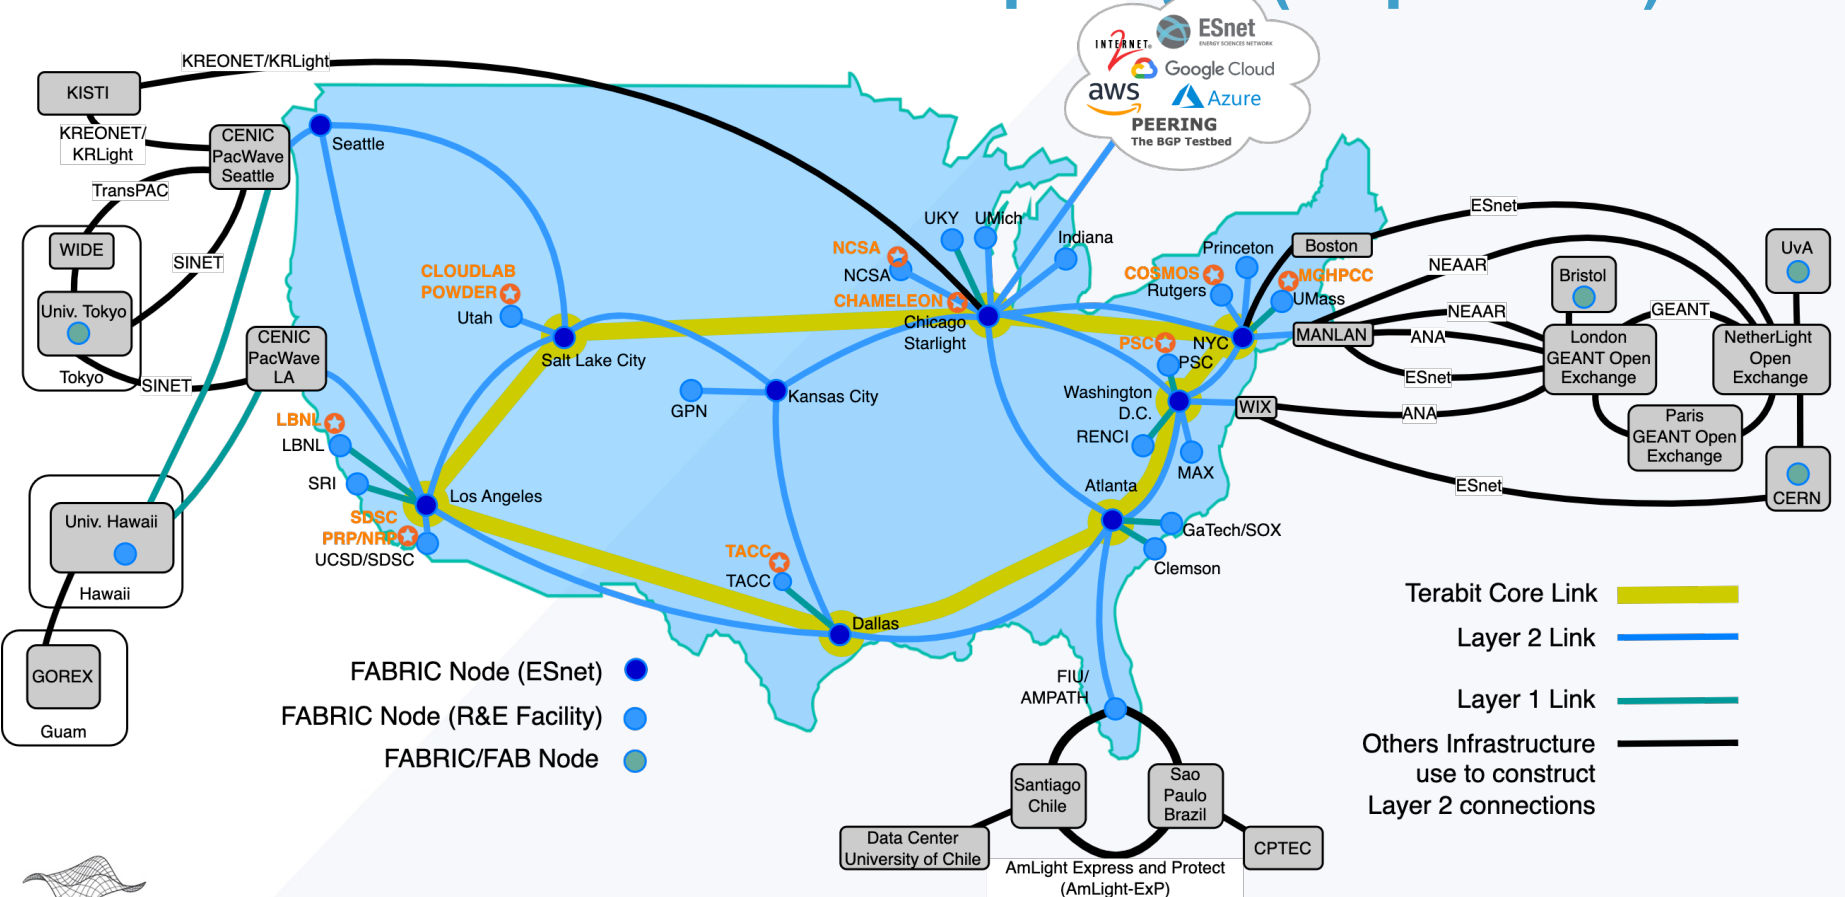 INTERNET
2
ESnet
ENERGY SCIENCES NETWORK
Google Cloud
aws
Azure
PEERING
The BGP Testbed
KREONET/KRLight
KISTI
KREONET/
KRLight
CENIC
PacWave
Seattle
Seattle
TransPAC
WIDE
SINET
Univ. Tokyo
Tokyo
SINET
CENIC
PacWave
LA
CLOUDLAB
POWDER
Utah
Salt Lake City
NCSA
NCSA
UKY
UMich
Indiana
CHAMELEON
Chicago
Starlight
COSMOS
Rutgers
Princeton
MGHPCC
UMass
Boston
NYC
MANLAN
PSC
PSC
Washington
D.C.
WIX
RENCI
MAX
GPN
Kansas City
LBNL
LBNL
SRI
Los Angeles
SDSC
PRP/NRP
UCSD/SDSC
TACC
TACC
Dallas
Atlanta
GaTech/SOX
Clemson
ESnet
NEAAR
NEAAR
ANA
ESnet
ANA
ESnet
GEANT
Bristol
UvA
London
GEANT Open
Exchange
NetherLight
Open
Exchange
Paris
GEANT Open
Exchange
CERN
Univ. Hawaii
Hawaii
GOREX
Guam
FABRIC Node (ESnet)
FABRIC Node (R&E Facility)
FABRIC/FAB Node
FIU/
AMPATH
Santiago
Chile
Sao
Paulo
Brazil
Data Center
University of Chile
CPTEC
AmLight Express and Protect
(AmLight-ExP)
Terabit Core Link
Layer 2 Link
Layer 1 Link
Others Infrastructure
use to construct
Layer 2 connections